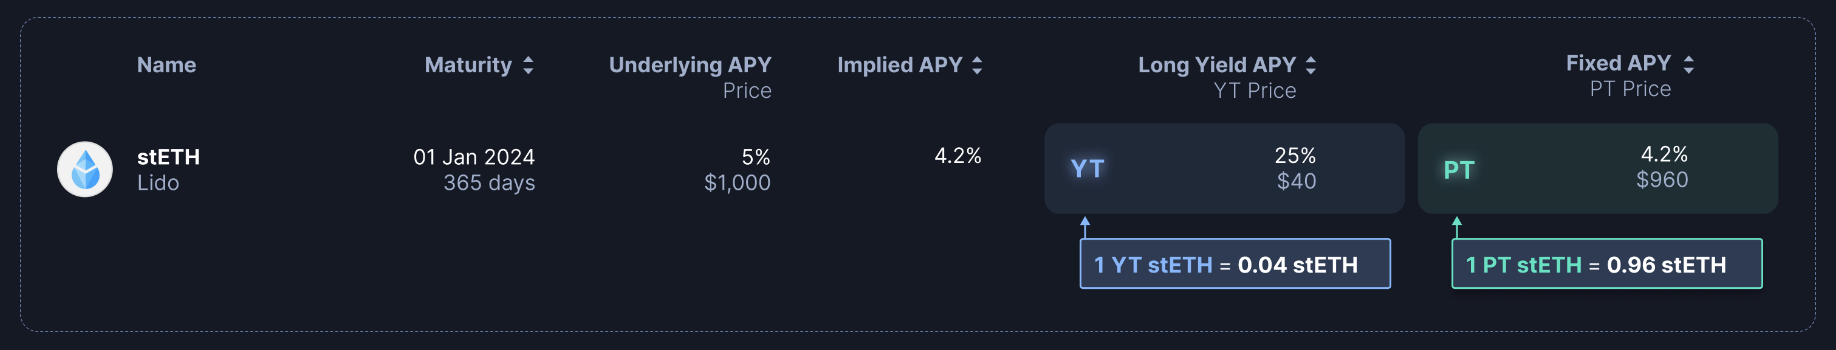 Name
Maturity
Underlying APY
Price
Implied APY
Long Yield APY
YT Price
Fixed APY
PT Price
stETH
Lido
01 Jan 2024
365 days
5%
$1,000
4.2%
YT
25%
$40
PT
4.2%
$960
1 YT stETH = 0.04 stETH
1 PT stETH = 0.96 stETH